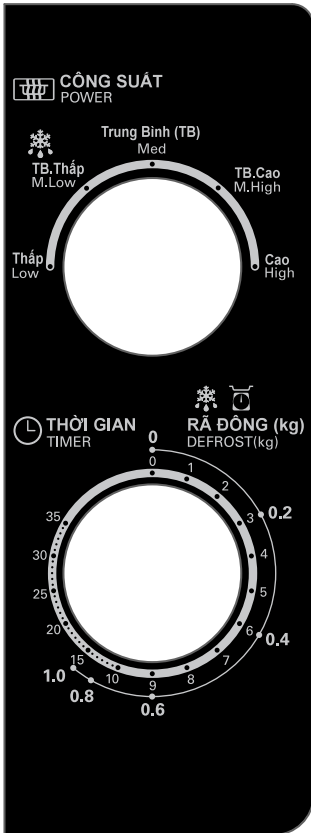 CÔNG SUẤT
POWER
Trung Bình (TB)
Med
TB.Thấp
M.Low
TB.Cao
M.High
Thấp
Low
Cao
High
THỜI GIAN
TIMER
RÃ ĐÔNG (kg)
DEFROST(kg)
0
0
1
2
3
4
5
6
7
8
9
10
15
20
25
30
35
0.2
0.4
0.6
0.8
1.0